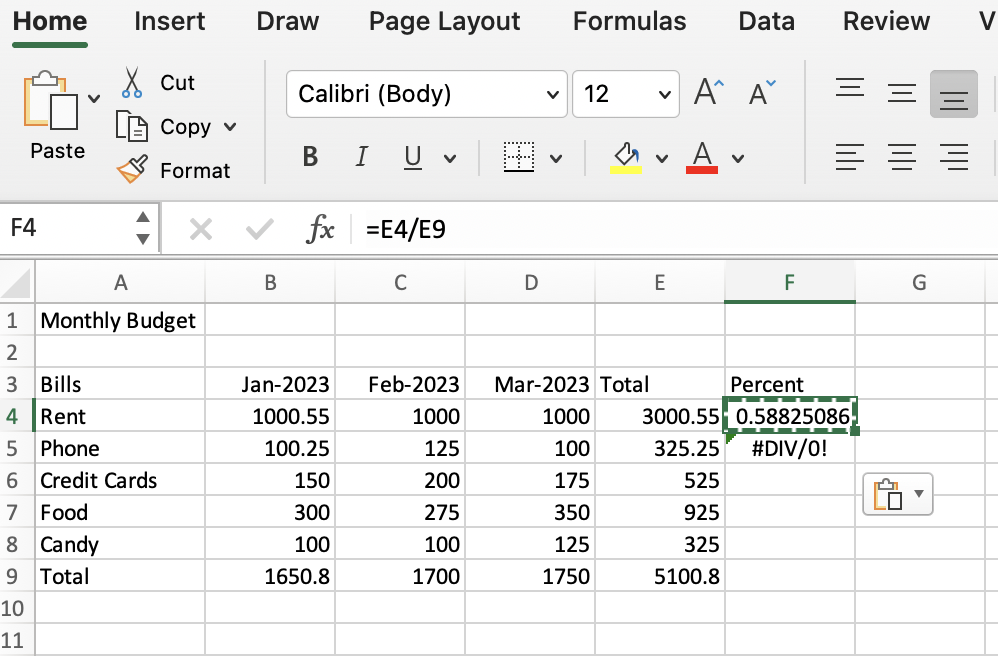 Home Insert Draw Page Layout Formulas Data Review V
Paste
Cut
Copy
Format
Calibri (Body) 12 A A
B I U A
F4 fx =E4/E9
A B C D E F G
1 Monthly Budget
2
3 Bills Jan-2023 Feb-2023 Mar-2023 Total Percent
4 Rent 1000.55 1000 1000 3000.55 0.58825086
5 Phone 100.25 125 100 325.25 #DIV/0!
6 Credit Cards 150 200 175 525
7 Food 300 275 350 925
8 Candy 100 100 125 325
9 Total 1650.8 1700 1750 5100.8
10
11